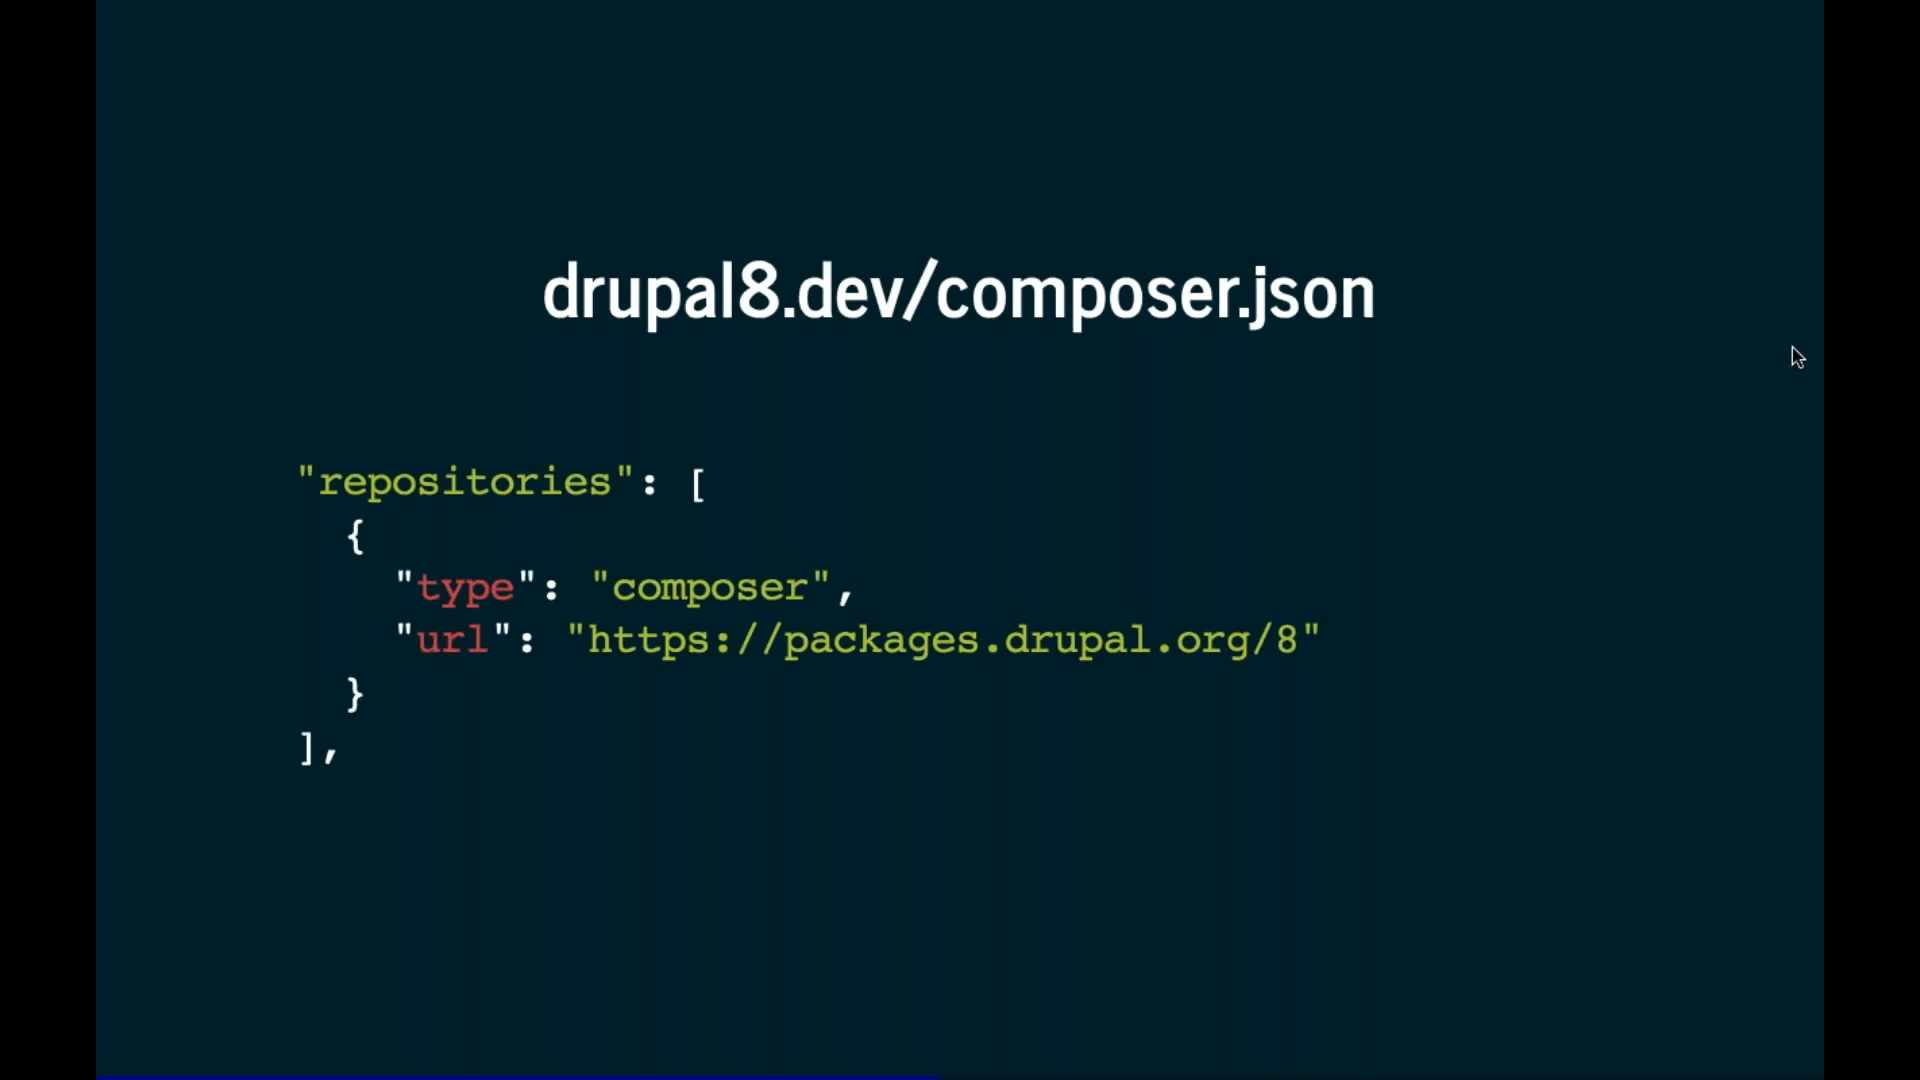 drupal8.dev/composer.json
"repositories": [
  {
    "type": "composer",
    "url": "https://packages.drupal.org/8"
  }
],